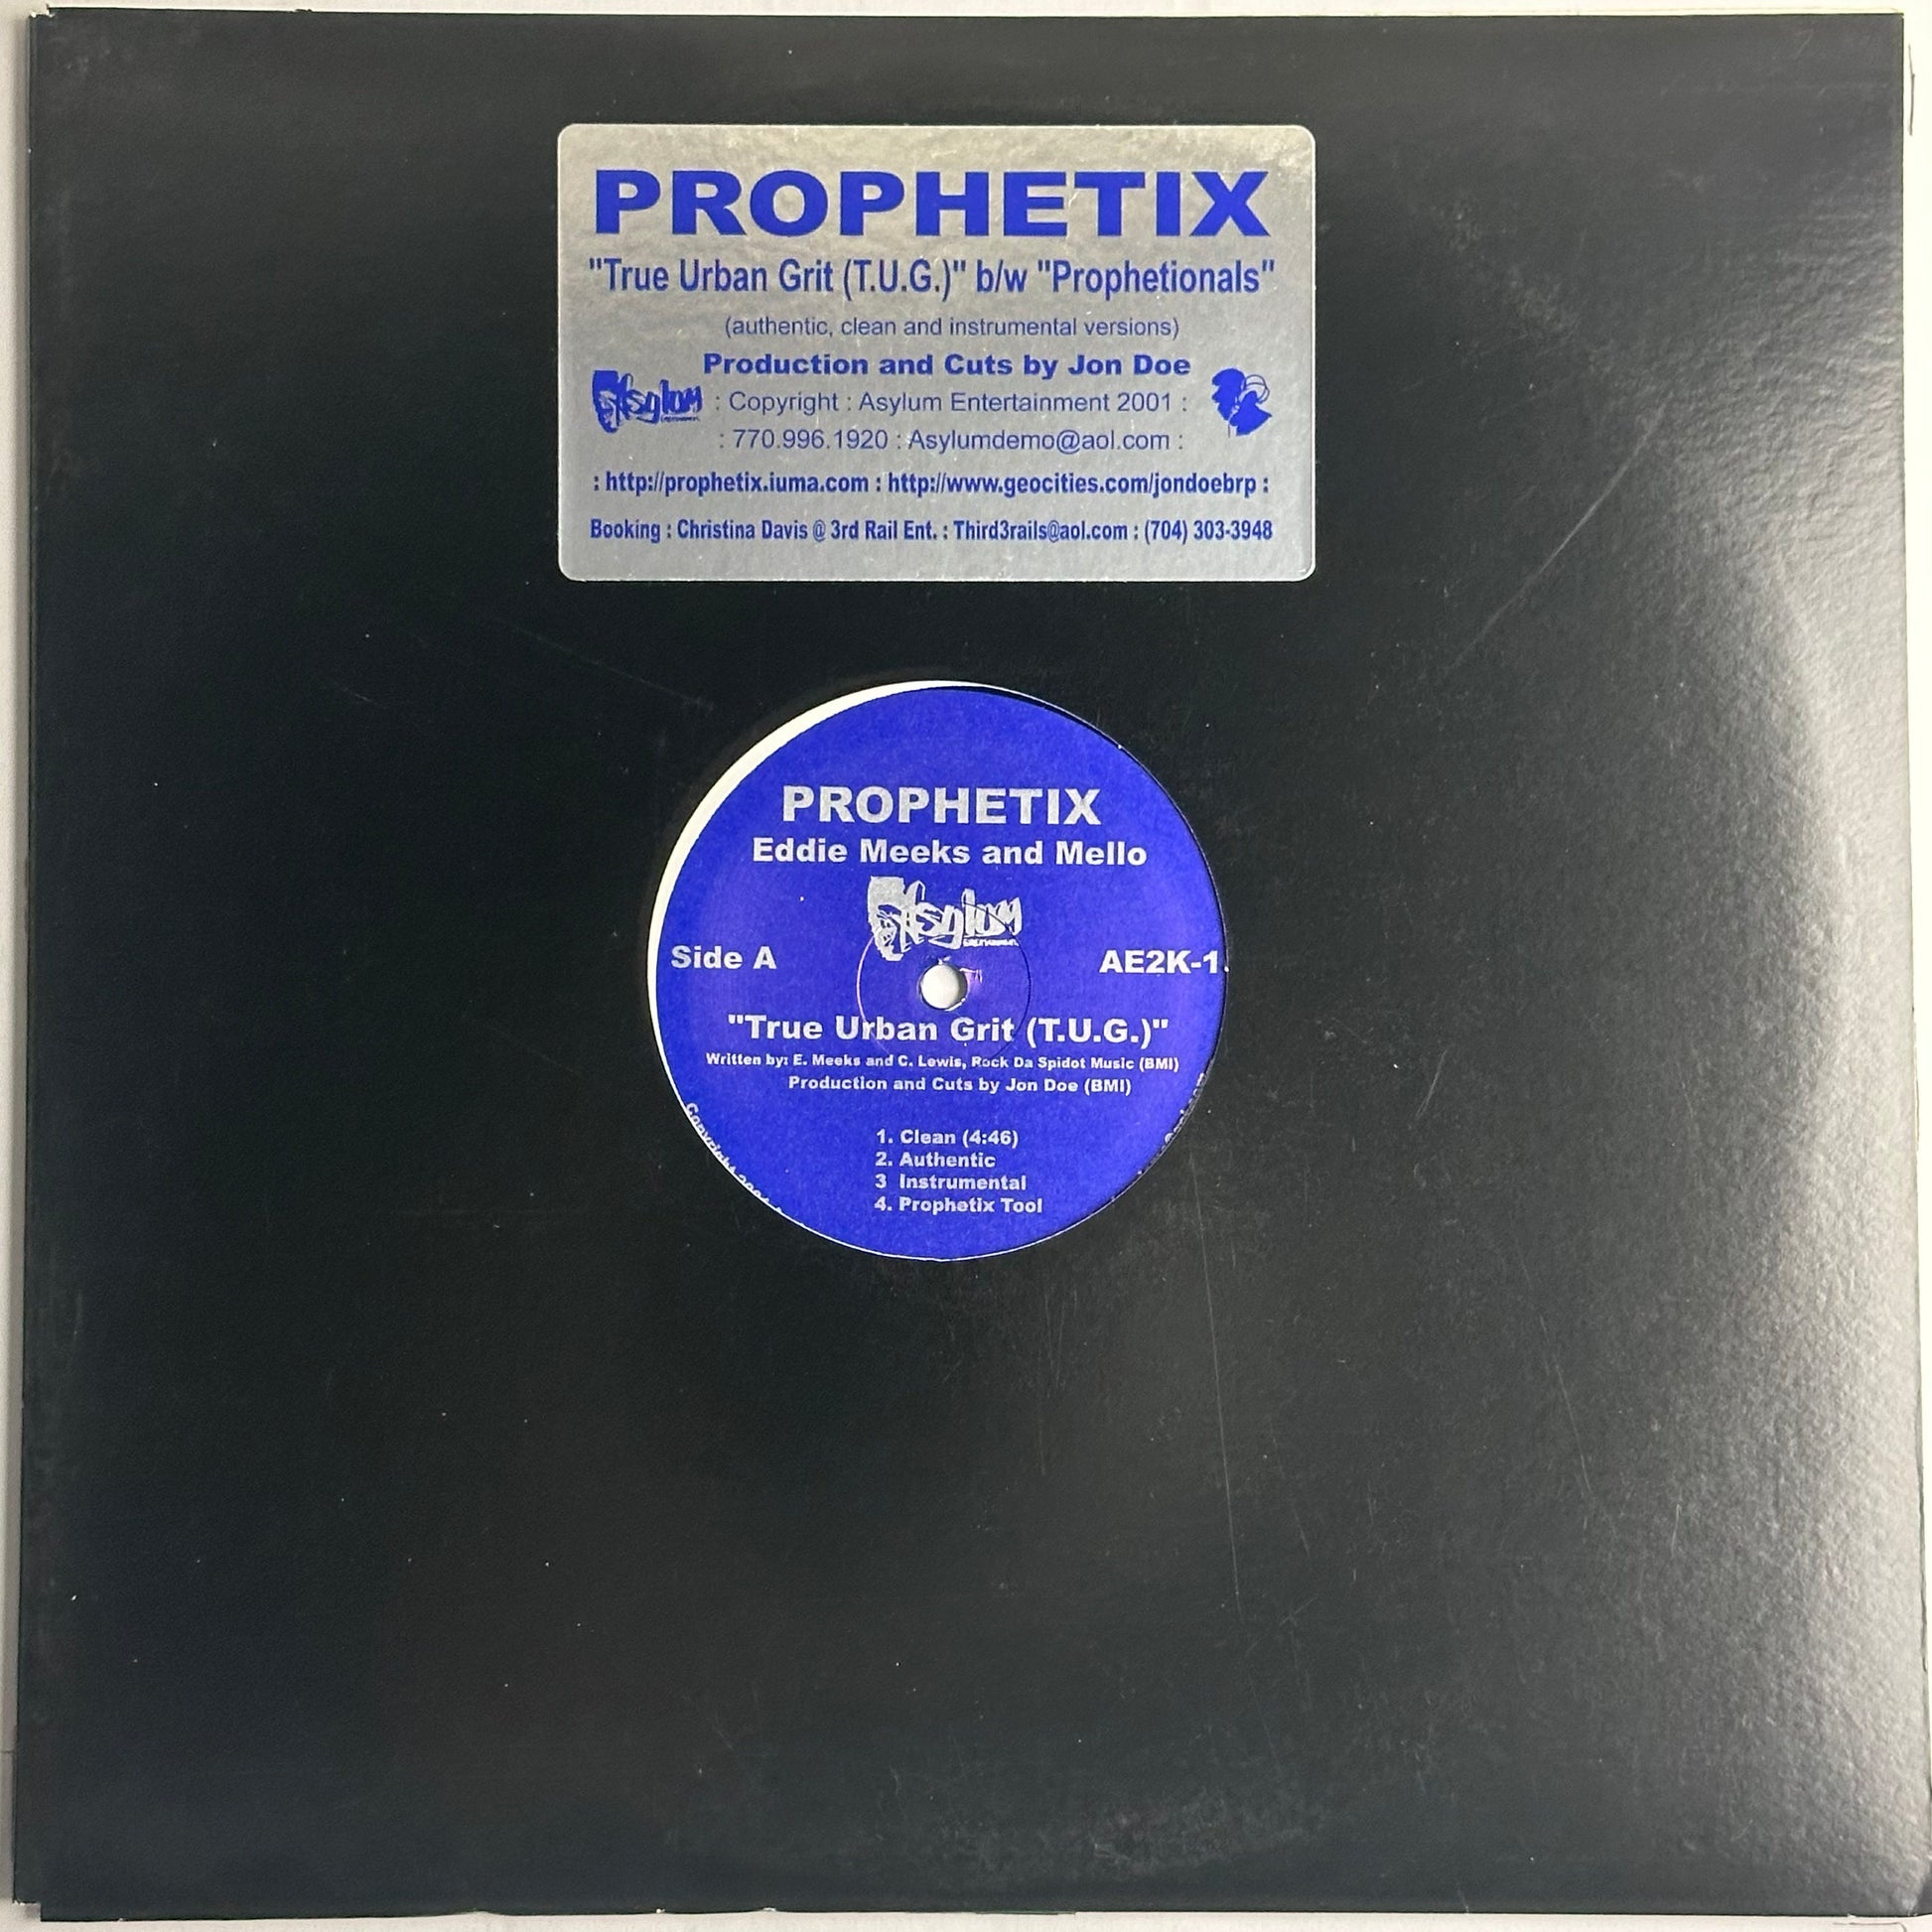 PROPHETIX
"True Urban Grit (T.U.G.)" b/w "Prophetionals"
(authentic, clean and instrumental versions)
Production and Cuts by Jon Doe
Asylum : Copyright : Asylum Entertainment 2001 :
: 770.996.1920 : Asylumdemo@aol.com :
: http://prophetix.iuma.com : http://www.geocities.com/jondoebrp :
Booking : Christina Davis @ 3rd Rail Ent. : Third3rails@aol.com : (704) 303-3948
PROPHETIX
Eddie Meeks and Mello
Asylum
Side A
AE2K-1
"True Urban Grit (T.U.G.)"
Written by: E. Meeks and C. Lewis, Rock Da Spidot Music (BMI)
Production and Cuts by Jon Doe (BMI)
1. Clean (4:46)
2. Authentic
3 Instrumental
4. Prophetix Tool
Copyright